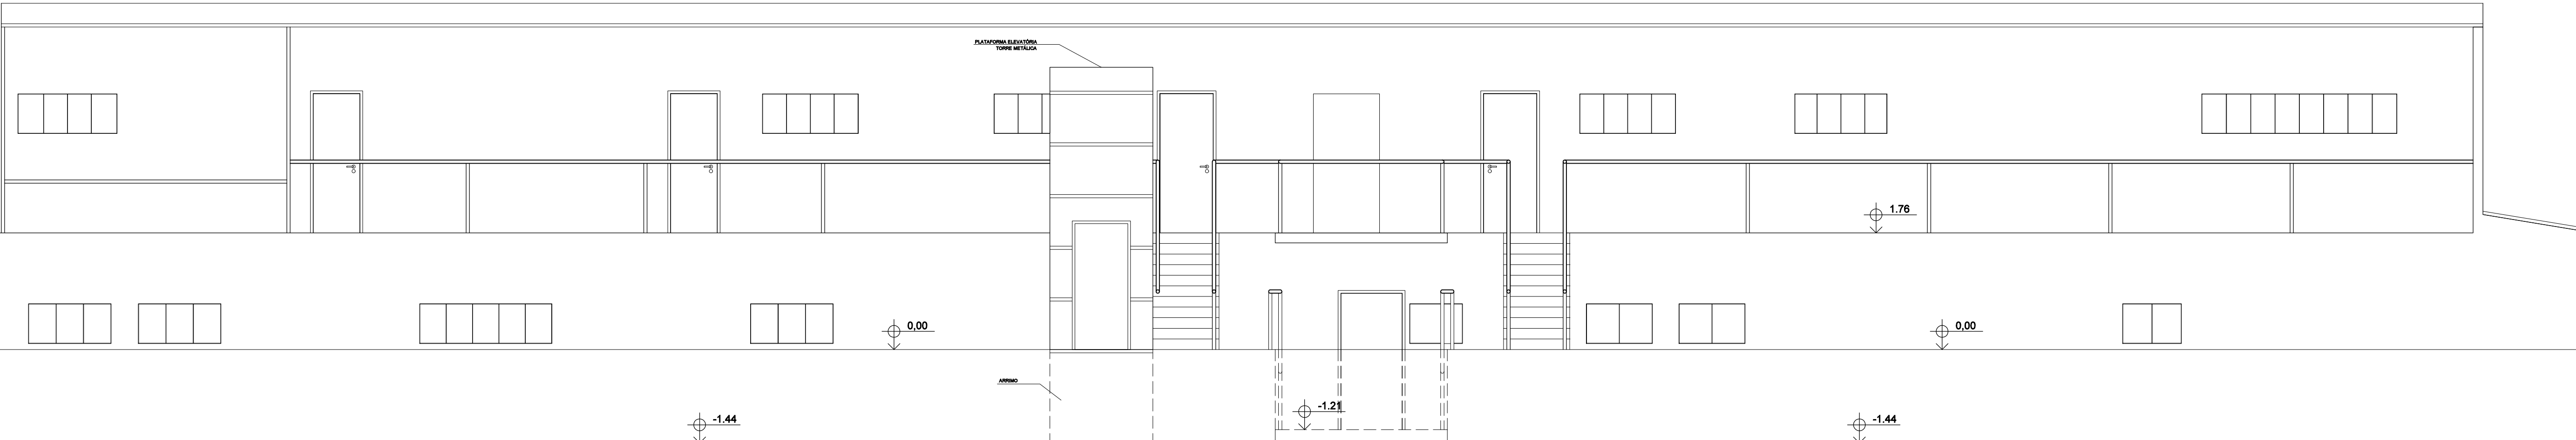 PLATAFORMA ELEVATÓRIA
TORRE METÁLICA
1.76
0,00
0,00
ARRIMO
-1.21
-1.44
-1.44